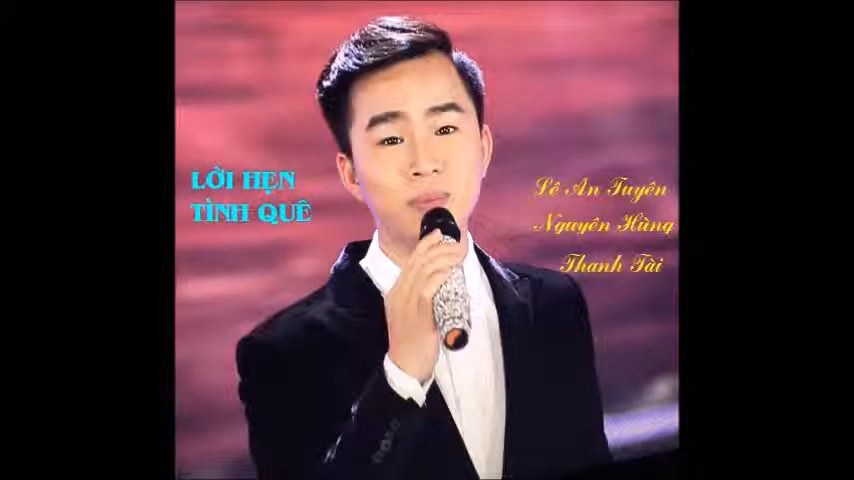 LỜI HẸN
TÌNH QUÊ
Lê An Tuyên
Nguyên Hùng
Thanh Tài